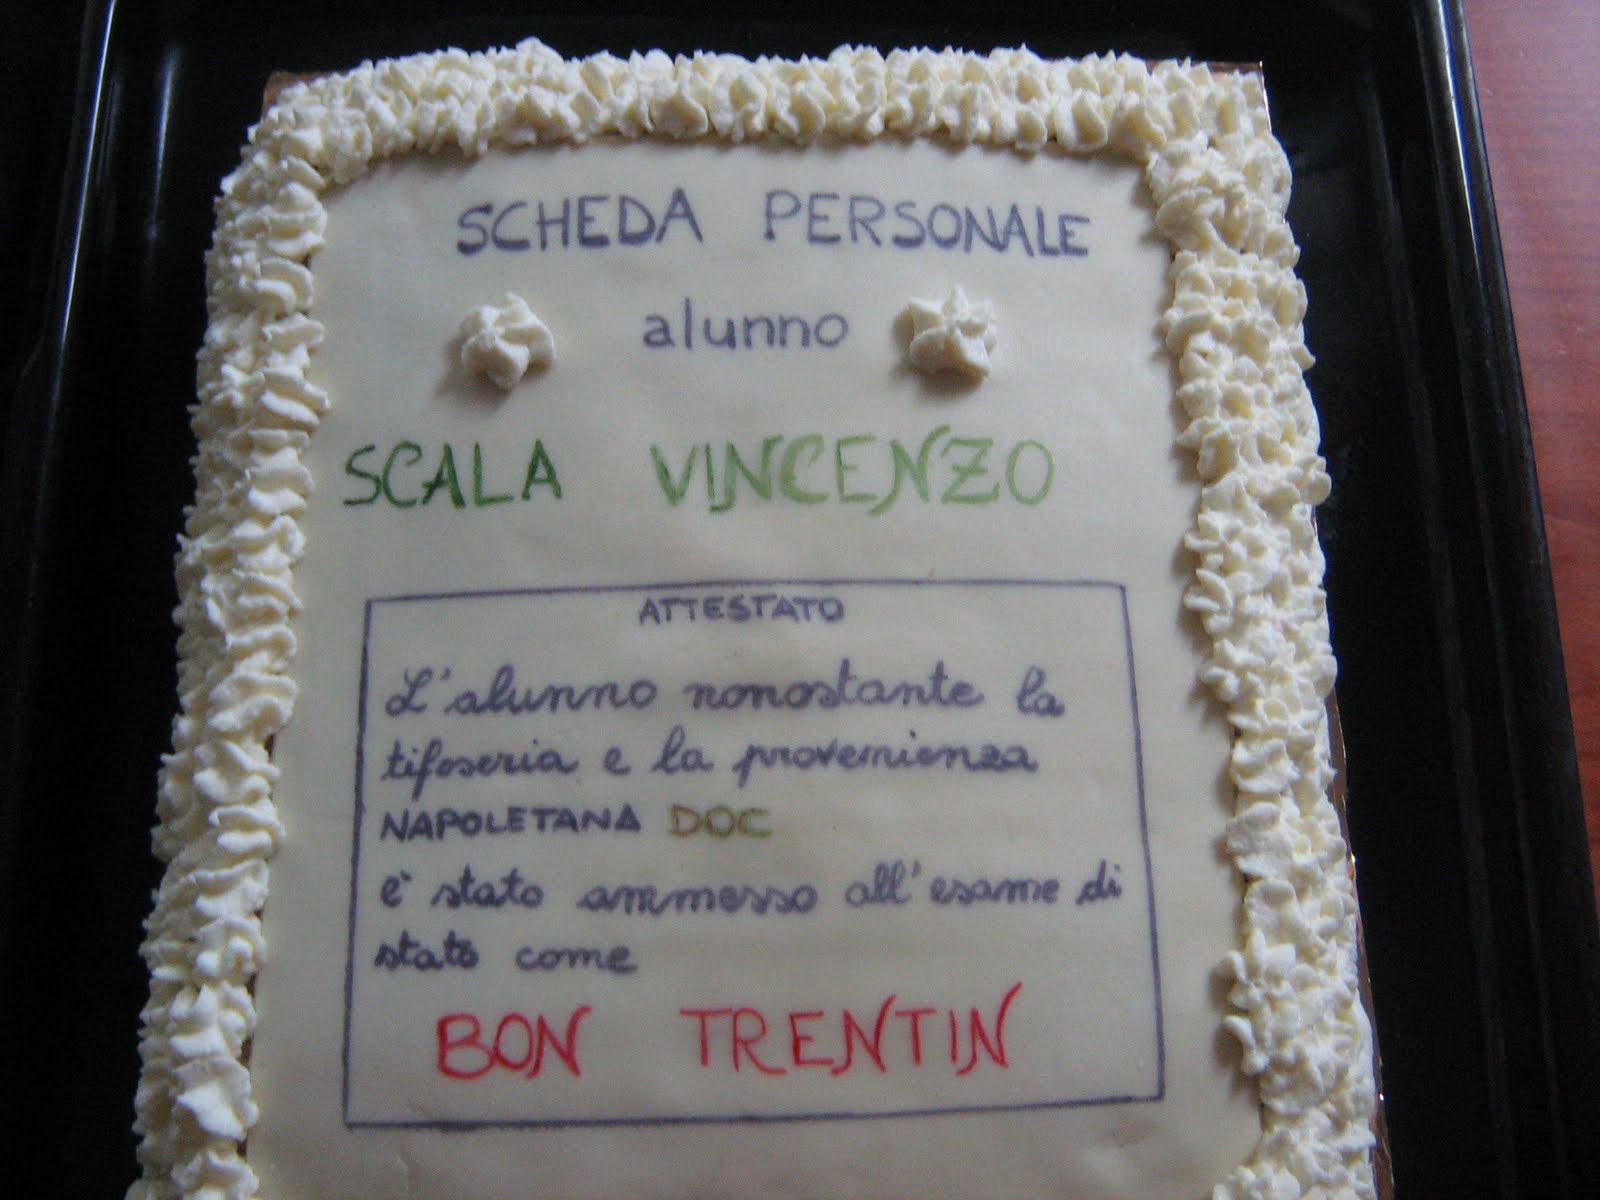 SCHEDA PERSONALE
alunno
SCALA VINCENZO
ATTESTATO
L'alunno nonostante la
tifoseria e la provenienza
NAPOLETANA DOC
è stato ammesso all'esame di
stato come
BON TRENTIN